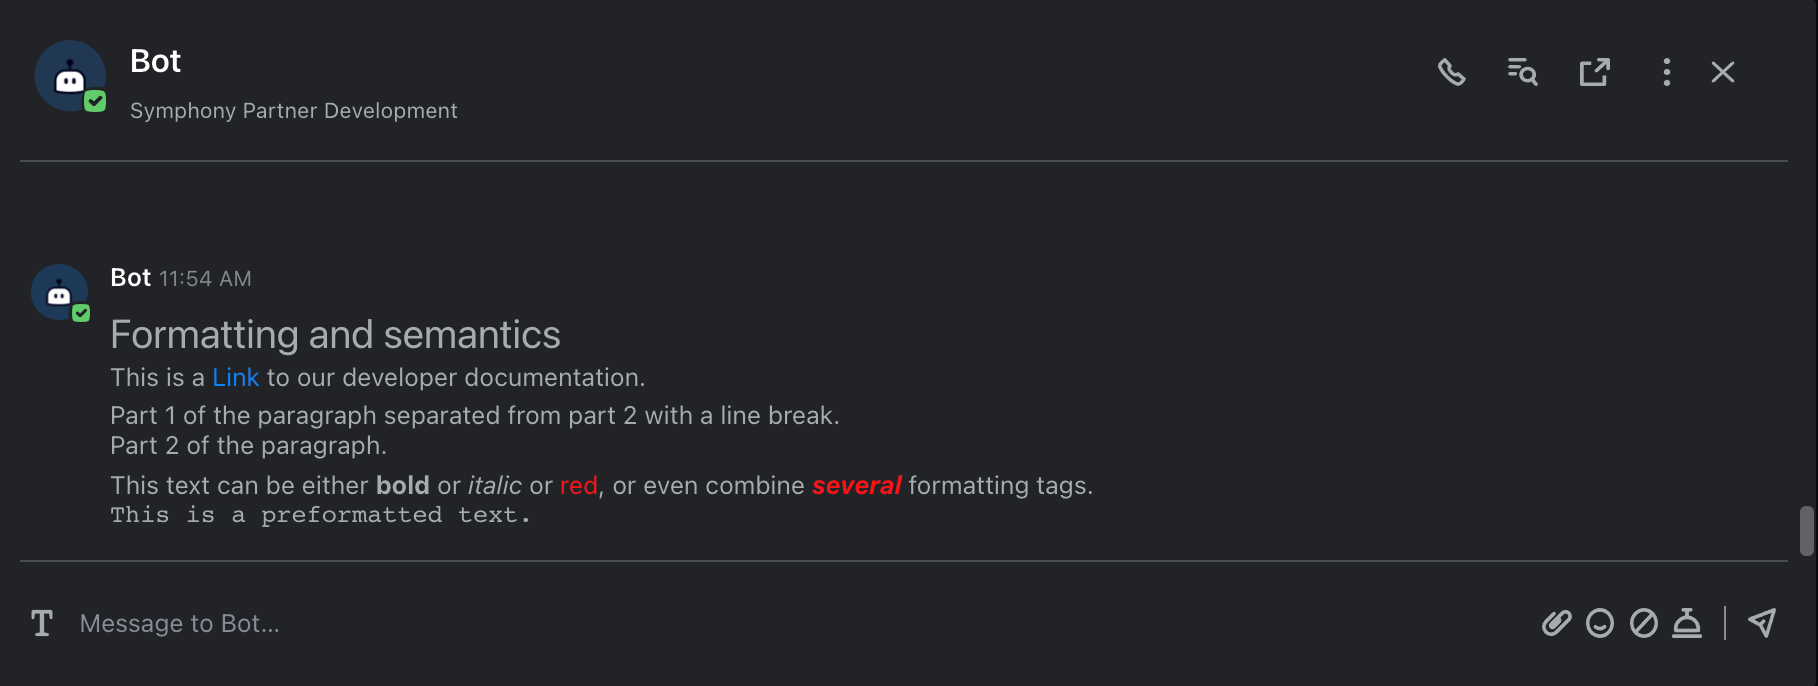 Bot
Symphony Partner Development
Bot 11:54 AM
Formatting and semantics
This is a Link to our developer documentation.
Part 1 of the paragraph separated from part 2 with a line break.
Part 2 of the paragraph.
This text can be either bold or italic or red, or even combine several formatting tags.
This is a preformatted text.
T Message to Bot...